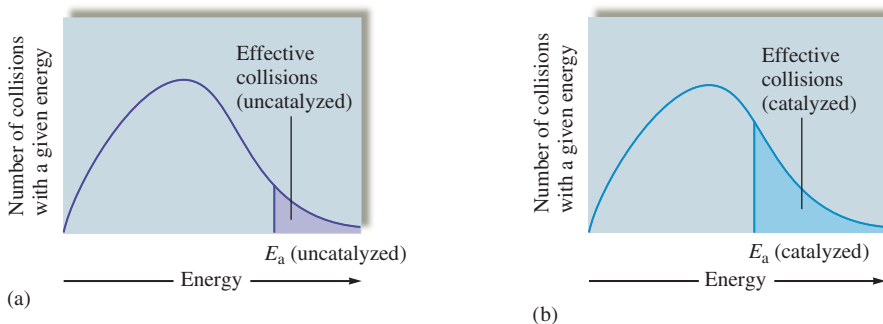 Number of collisions
with a given energy
Effective
collisions
(uncatalyzed)
Ea (uncatalyzed)
Energy
(a)
Number of collisions
with a given energy
Effective
collisions
(catalyzed)
Ea (catalyzed)
Energy
(b)